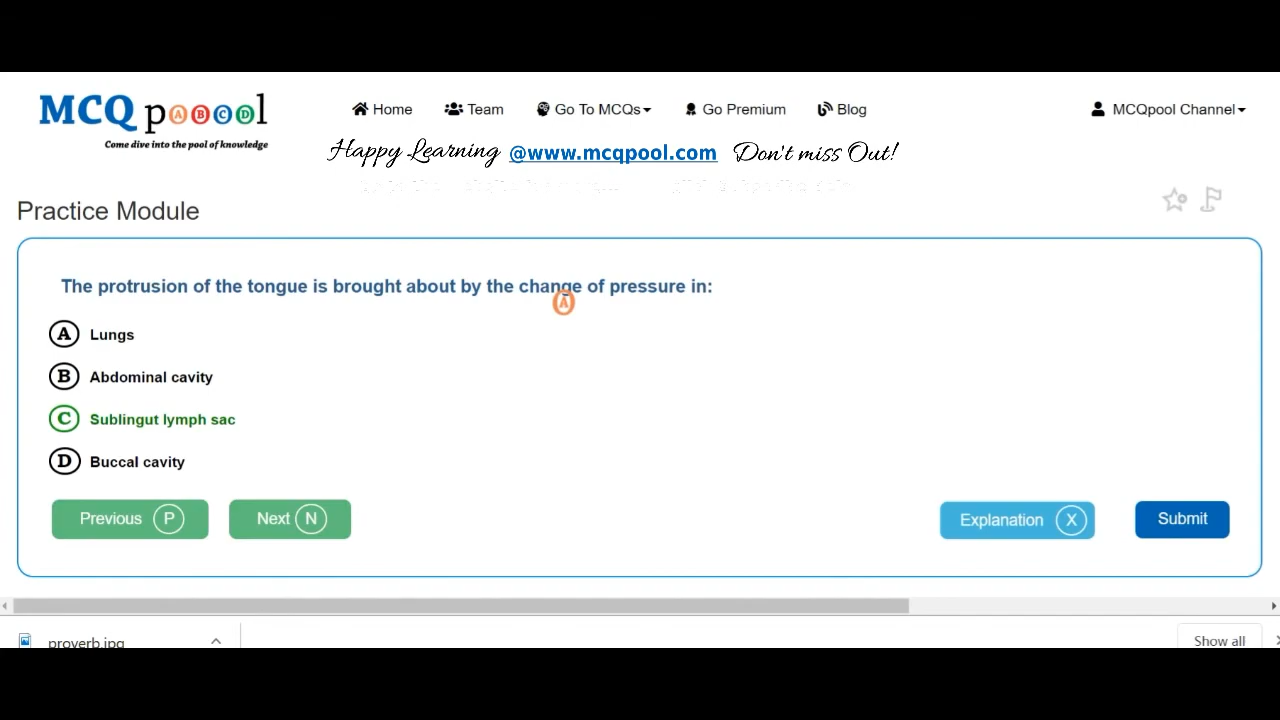 MCQ pABCDl
Come dive into the pool of knowledge
Home Team Go To MCQs Go Premium Blog MCQpool Channel
Happy Learning @www.mcqpool.com Don't miss Out!
Practice Module
The protrusion of the tongue is brought about by the change of pressure in:
A
A Lungs
B Abdominal cavity
C Sublingut lymph sac
D Buccal cavity
Previous P Next N Explanation X Submit
proverb.jpg Show all